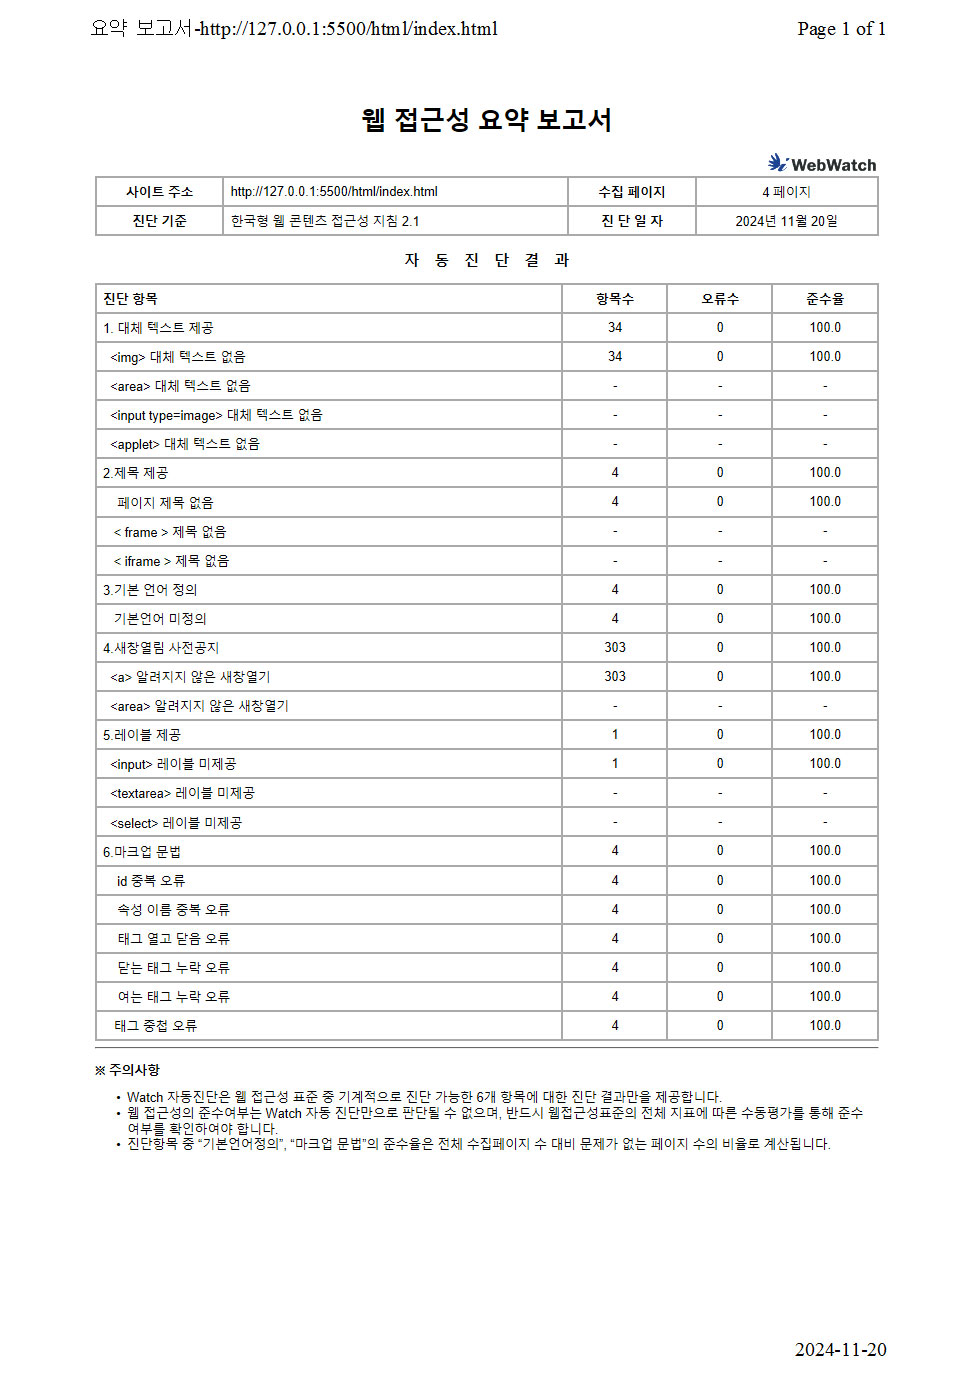 요약 보고서-http://127.0.0.1:5500/html/index.html Page 1 of 1
웹 접근성 요약 보고서
WebWatch
사이트 주소 http://127.0.0.1:5500/html/index.html 수집 페이지 4 페이지
진단 기준 한국형 웹 콘텐츠 접근성 지침 2.1 진 단 일 자 2024년 11월 20일
자 동 진 단 결 과
진단 항목 항목수 오류수 준수율
1. 대체 텍스트 제공 34 0 100.0
<img> 대체 텍스트 없음 34 0 100.0
<area> 대체 텍스트 없음 - - -
<input type=image> 대체 텍스트 없음 - - -
<applet> 대체 텍스트 없음 - - -
2.제목 제공 4 0 100.0
페이지 제목 없음 4 0 100.0
< frame > 제목 없음 - - -
< iframe > 제목 없음 - - -
3.기본 언어 정의 4 0 100.0
기본언어 미정의 4 0 100.0
4.새창열림 사전공지 303 0 100.0
<a> 알려지지 않은 새창열기 303 0 100.0
<area> 알려지지 않은 새창열기 - - -
5.레이블 제공 1 0 100.0
<input> 레이블 미제공 1 0 100.0
<textarea> 레이블 미제공 - - -
<select> 레이블 미제공 - - -
6.마크업 문법 4 0 100.0
id 중복 오류 4 0 100.0
속성 이름 중복 오류 4 0 100.0
태그 열고 닫음 오류 4 0 100.0
닫는 태그 누락 오류 4 0 100.0
여는 태그 누락 오류 4 0 100.0
태그 중첩 오류 4 0 100.0
※ 주의사항
• Watch 자동진단은 웹 접근성 표준 중 기계적으로 진단 가능한 6개 항목에 대한 진단 결과만을 제공합니다.
• 웹 접근성의 준수여부는 Watch 자동 진단만으로 판단될 수 없으며, 반드시 웹접근성표준의 전체 지표에 따른 수동평가를 통해 준수
여부를 확인하여야 합니다.
• 진단항목 중 “기본언어정의”, “마크업 문법”의 준수율은 전체 수집페이지 수 대비 문제가 없는 페이지 수의 비율로 계산됩니다.
2024-11-20